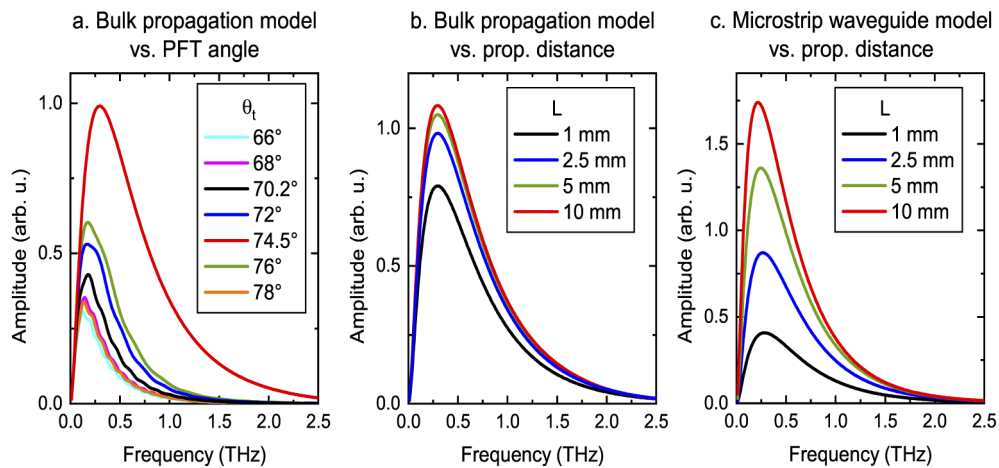 a. Bulk propagation model
vs. PFT angle
b. Bulk propagation model
vs. prop. distance
c. Microstrip waveguide model
vs. prop. distance
Amplitude (arb. u.)
1.0
0.5
0.0
θt
66°
68°
70.2°
72°
74.5°
76°
78°
0.0 0.5 1.0 1.5 2.0 2.5
Frequency (THz)
Amplitude (arb. u.)
1.0
0.5
0.0
L
1 mm
2.5 mm
5 mm
10 mm
0.0 0.5 1.0 1.5 2.0 2.5
Frequency (THz)
Amplitude (arb. u.)
1.5
1.0
0.5
0.0
L
1 mm
2.5 mm
5 mm
10 mm
0.0 0.5 1.0 1.5 2.0 2.5
Frequency (THz)